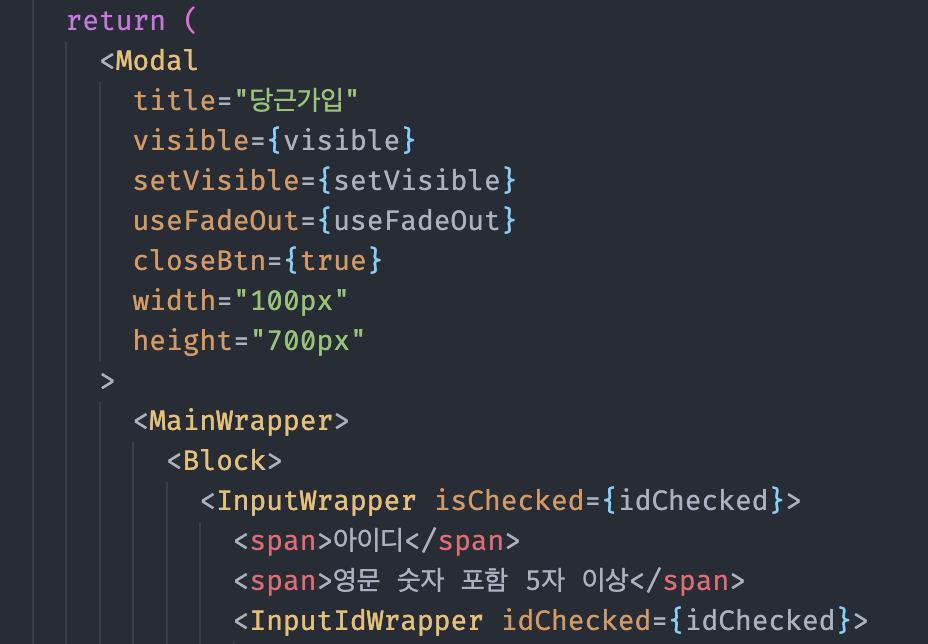 return (
<Modal
title="당근가입"
visible={visible}
setVisible={setVisible}
useFadeOut={useFadeOut}
closeBtn={true}
width="100px"
height="700px"
>
<MainWrapper>
<Block>
<InputWrapper isChecked={idChecked}>
<span>아이디</span>
<span>영문 숫자 포함 5자 이상</span>
<InputIdWrapper idChecked={idChecked}>